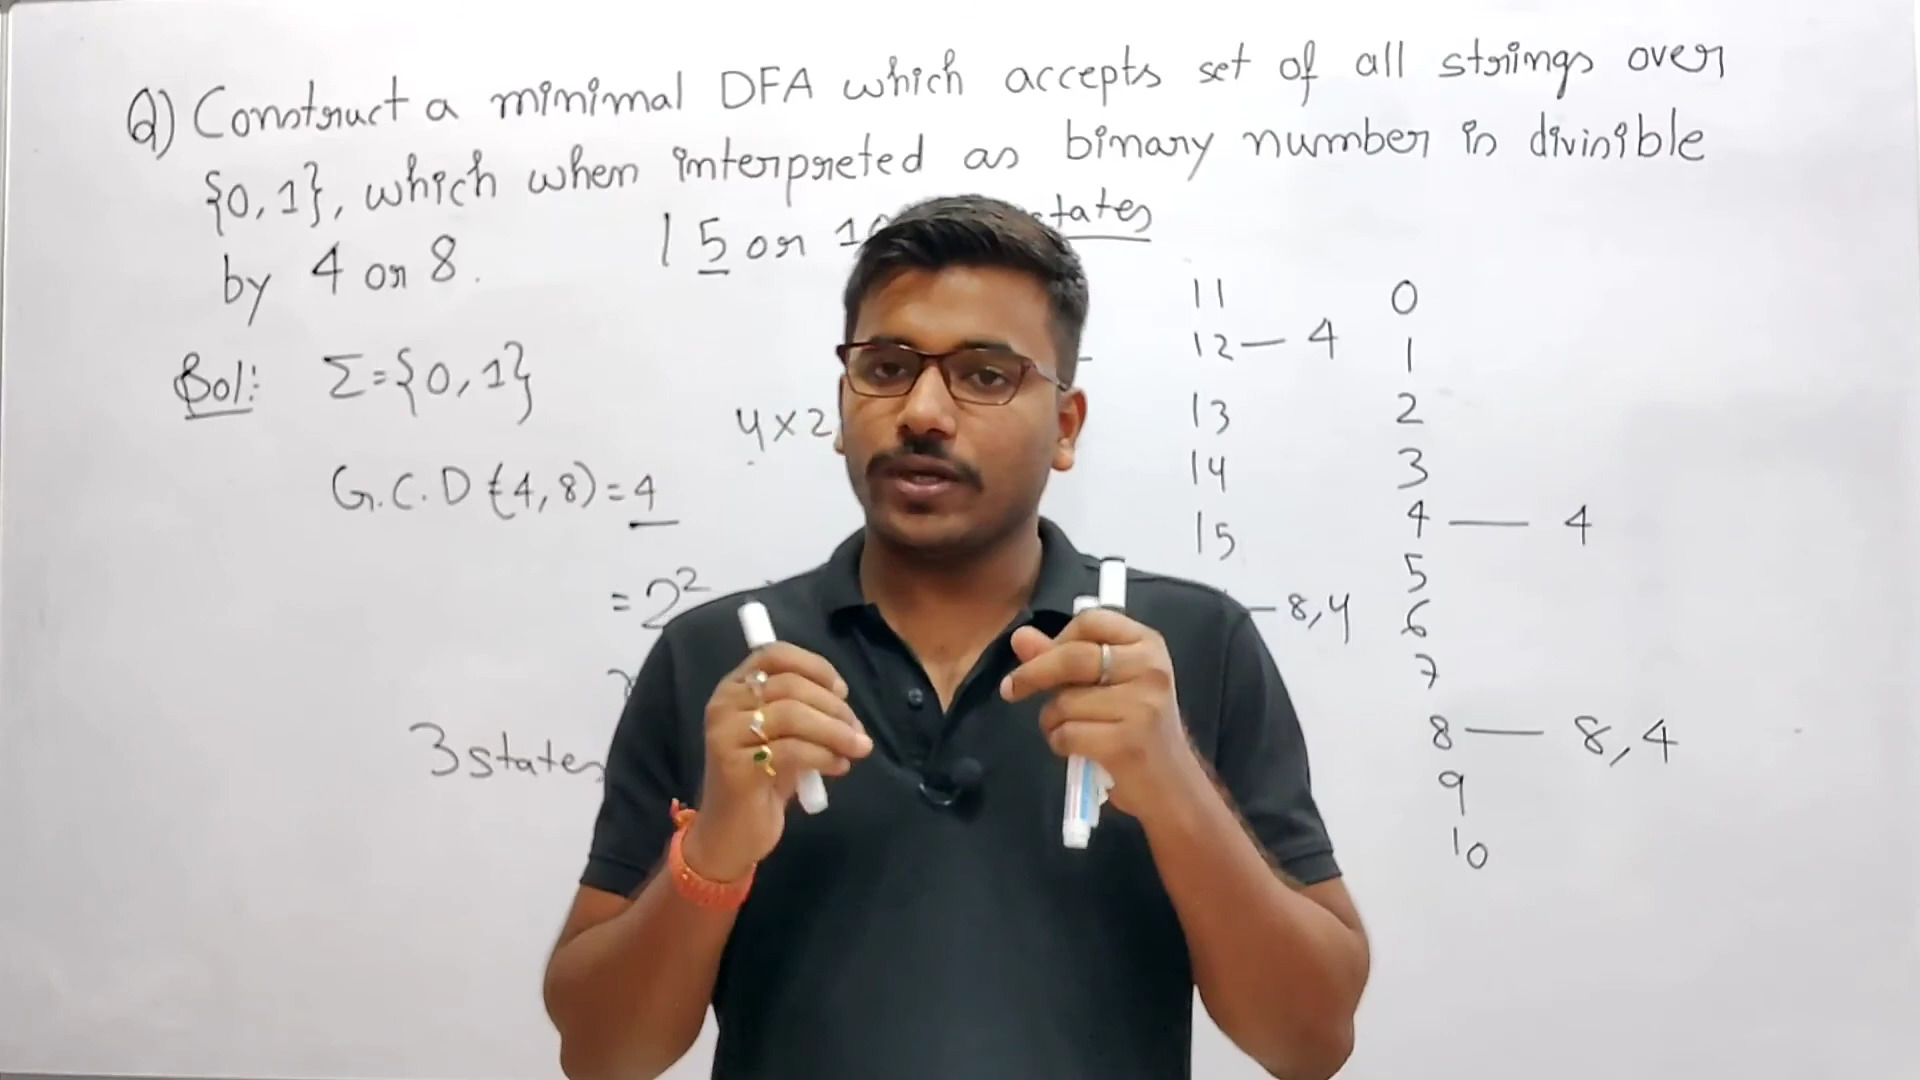 Q) Construct a minimal DFA which accepts set of all strings over
{0,1}, which when interpreted as binary number is divisible
by 4 or 8.
5 or
states
Sol: Σ={0,1}
G.C.D (4,8)=4
= 2²
3 states
4x2
11
12 — 4
13
14
15
— 8,4
0
1
2
3
4 — 4
5
6
7
8 — 8,4
9
10